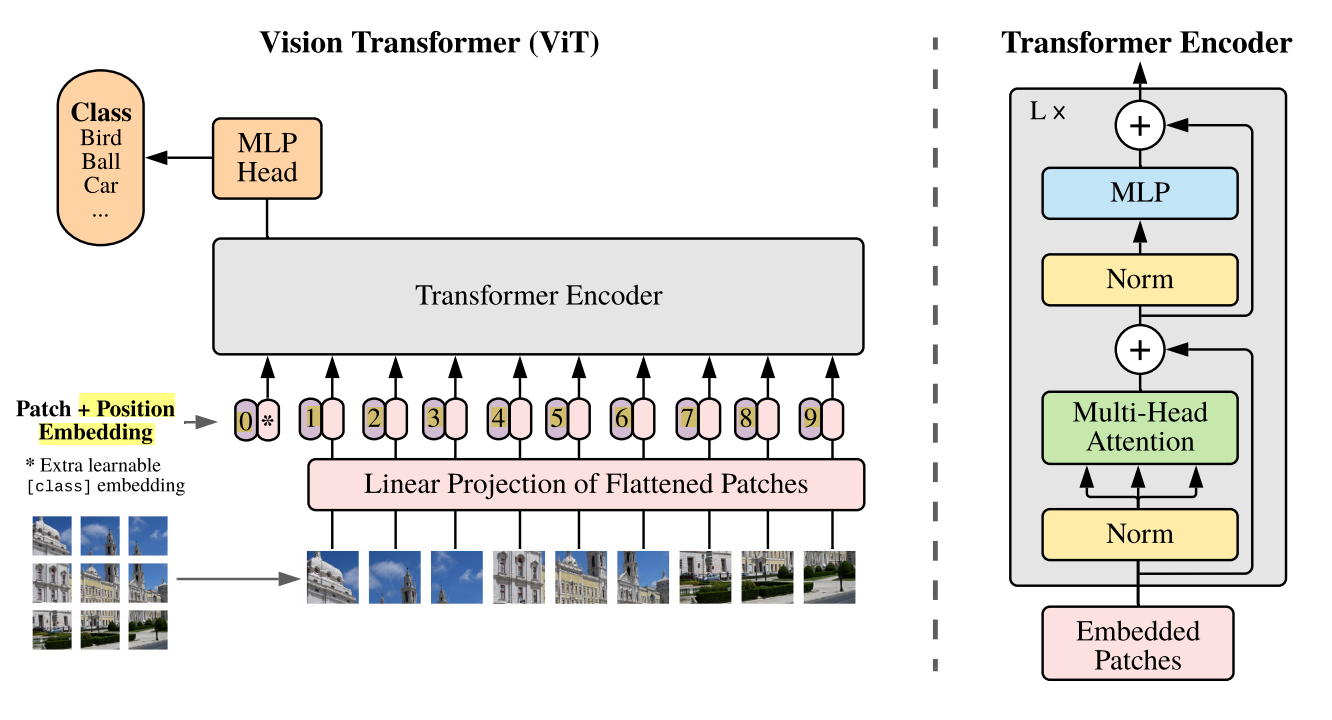 Vision Transformer (ViT)
Class
Bird
Ball
Car
...
MLP
Head
Transformer Encoder
Patch + Position
Embedding
* Extra learnable
[class] embedding
0 * 1 2 3 4 5 6 7 8 9
Linear Projection of Flattened Patches
Transformer Encoder
L x
+
MLP
Norm
+
Multi-Head
Attention
Norm
Embedded
Patches